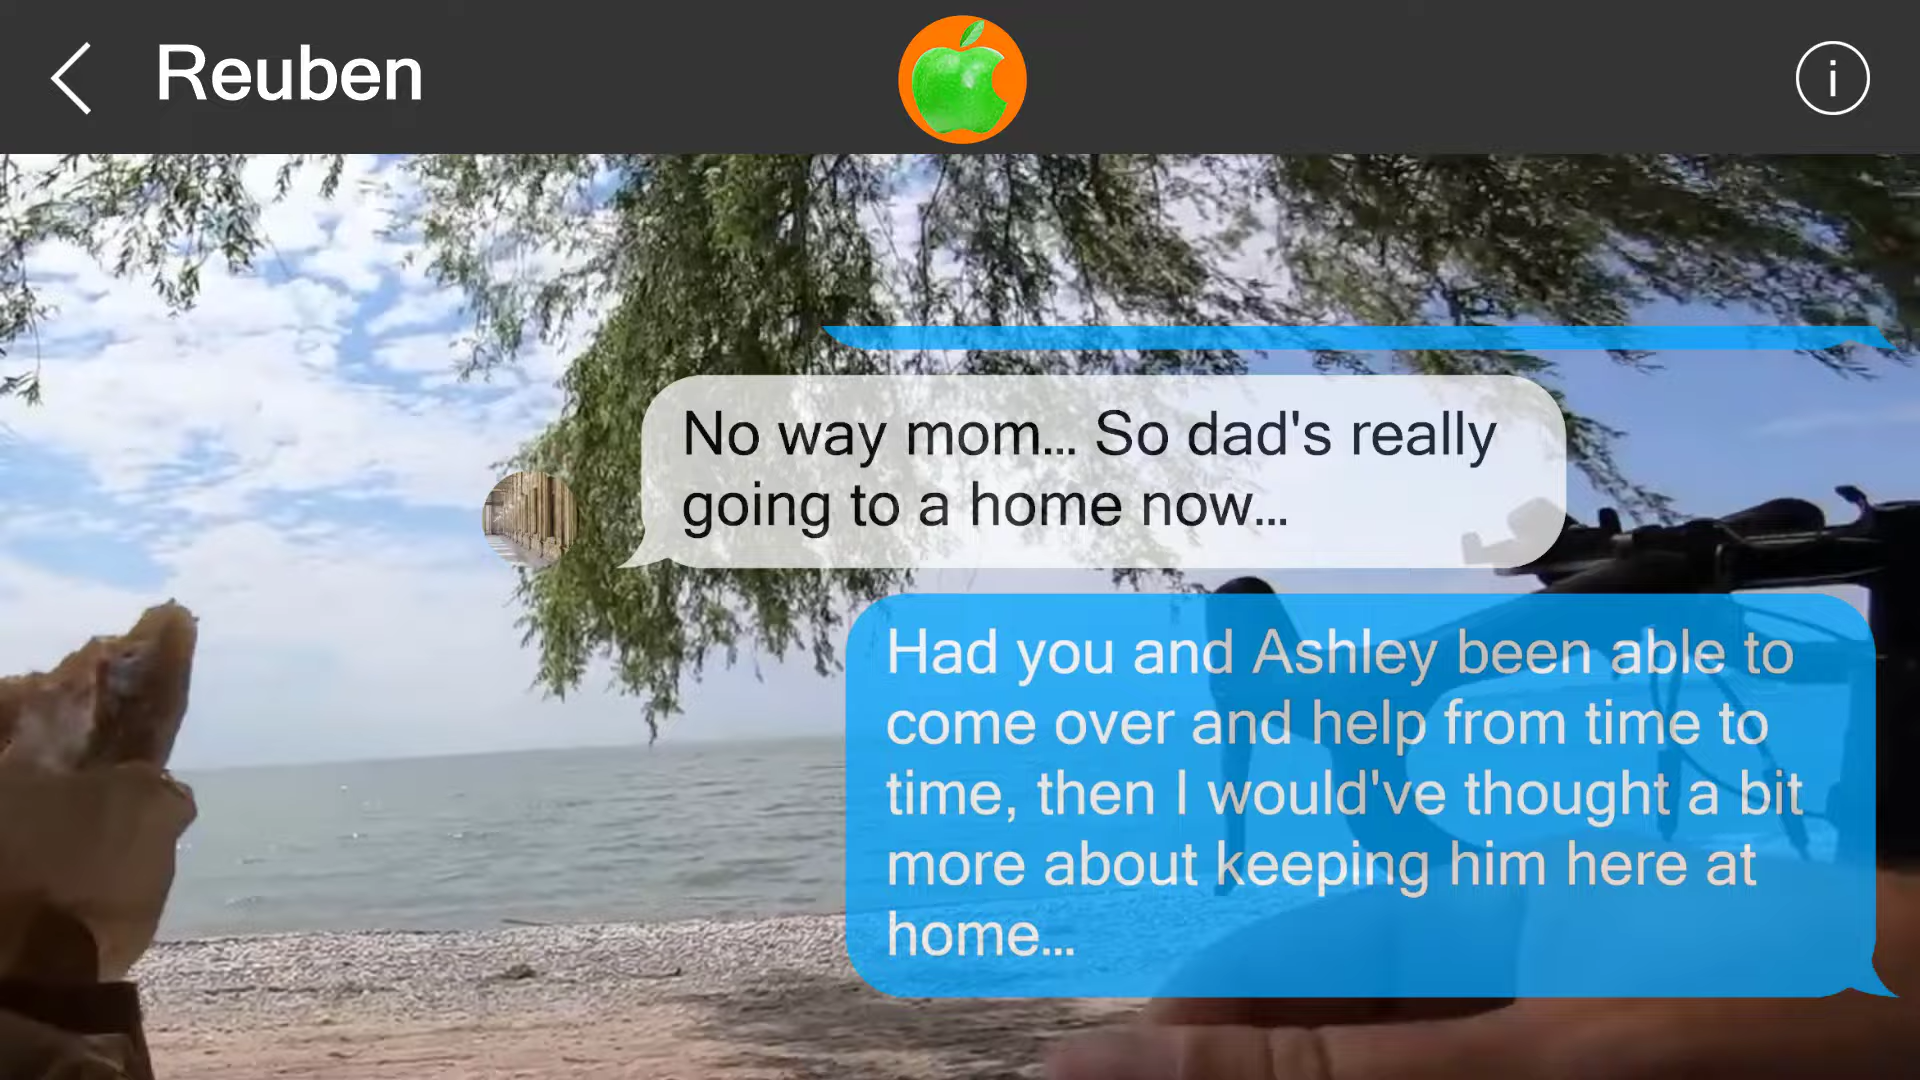 Reuben
i
No way mom... So dad's really
going to a home now...
Had you and Ashley been able to
come over and help from time to
time, then I would've thought a bit
more about keeping him here at
home...